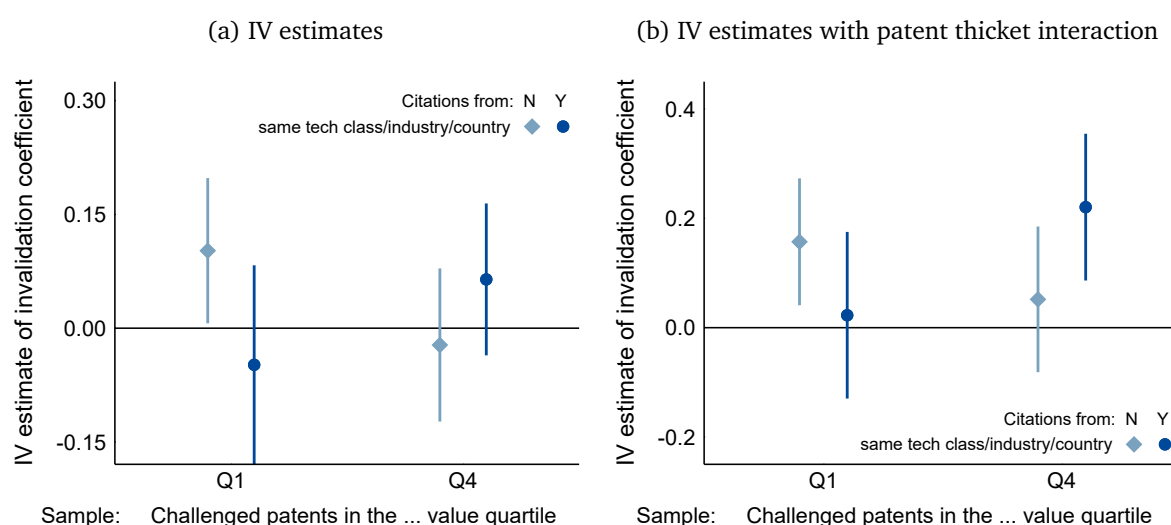 (a) IV estimates
IV estimate of invalidation coefficient
0.30
0.15
0.00
-0.15
Citations from: N Y
same tech class/industry/country
Q1 Q4
Sample: Challenged patents in the ... value quartile
(b) IV estimates with patent thicket interaction
IV estimate of invalidation coefficient
0.4
0.2
0.0
-0.2
Citations from: N Y
same tech class/industry/country
Q1 Q4
Sample: Challenged patents in the ... value quartile